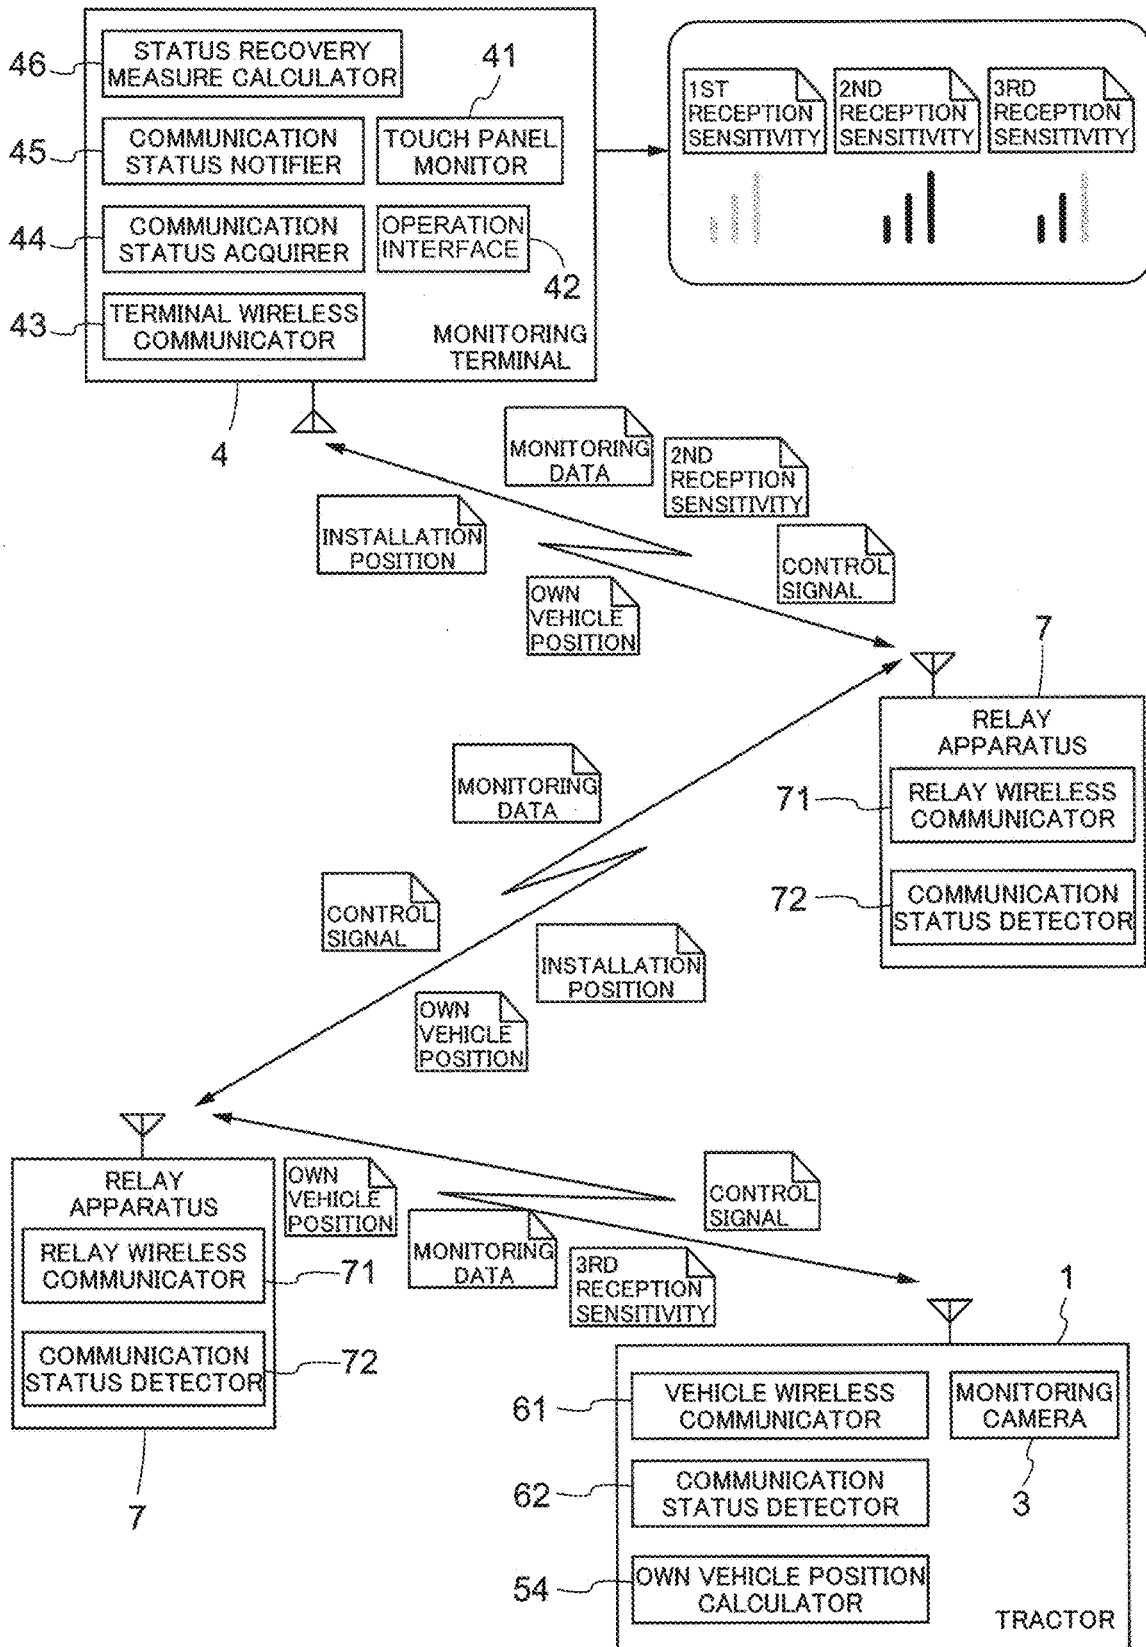 46
STATUS RECOVERY
MEASURE CALCULATOR
41
45
COMMUNICATION
STATUS NOTIFIER
TOUCH PANEL
MONITOR
44
COMMUNICATION
STATUS ACQUIRER
OPERATION
INTERFACE
42
43
TERMINAL WIRELESS
COMMUNICATOR
MONITORING
TERMINAL
4
1ST
RECEPTION
SENSITIVITY
2ND
RECEPTION
SENSITIVITY
3RD
RECEPTION
SENSITIVITY
MONITORING
DATA
2ND
RECEPTION
SENSITIVITY
INSTALLATION
POSITION
CONTROL
SIGNAL
OWN
VEHICLE
POSITION
7
RELAY
APPARATUS
71
RELAY WIRELESS
COMMUNICATOR
72
COMMUNICATION
STATUS DETECTOR
MONITORING
DATA
CONTROL
SIGNAL
INSTALLATION
POSITION
OWN
VEHICLE
POSITION
RELAY
APPARATUS
RELAY WIRELESS
COMMUNICATOR
71
COMMUNICATION
STATUS DETECTOR
72
7
OWN
VEHICLE
POSITION
CONTROL
SIGNAL
MONITORING
DATA
3RD
RECEPTION
SENSITIVITY
1
61
VEHICLE WIRELESS
COMMUNICATOR
MONITORING
CAMERA
3
62
COMMUNICATION
STATUS DETECTOR
54
OWN VEHICLE POSITION
CALCULATOR
TRACTOR